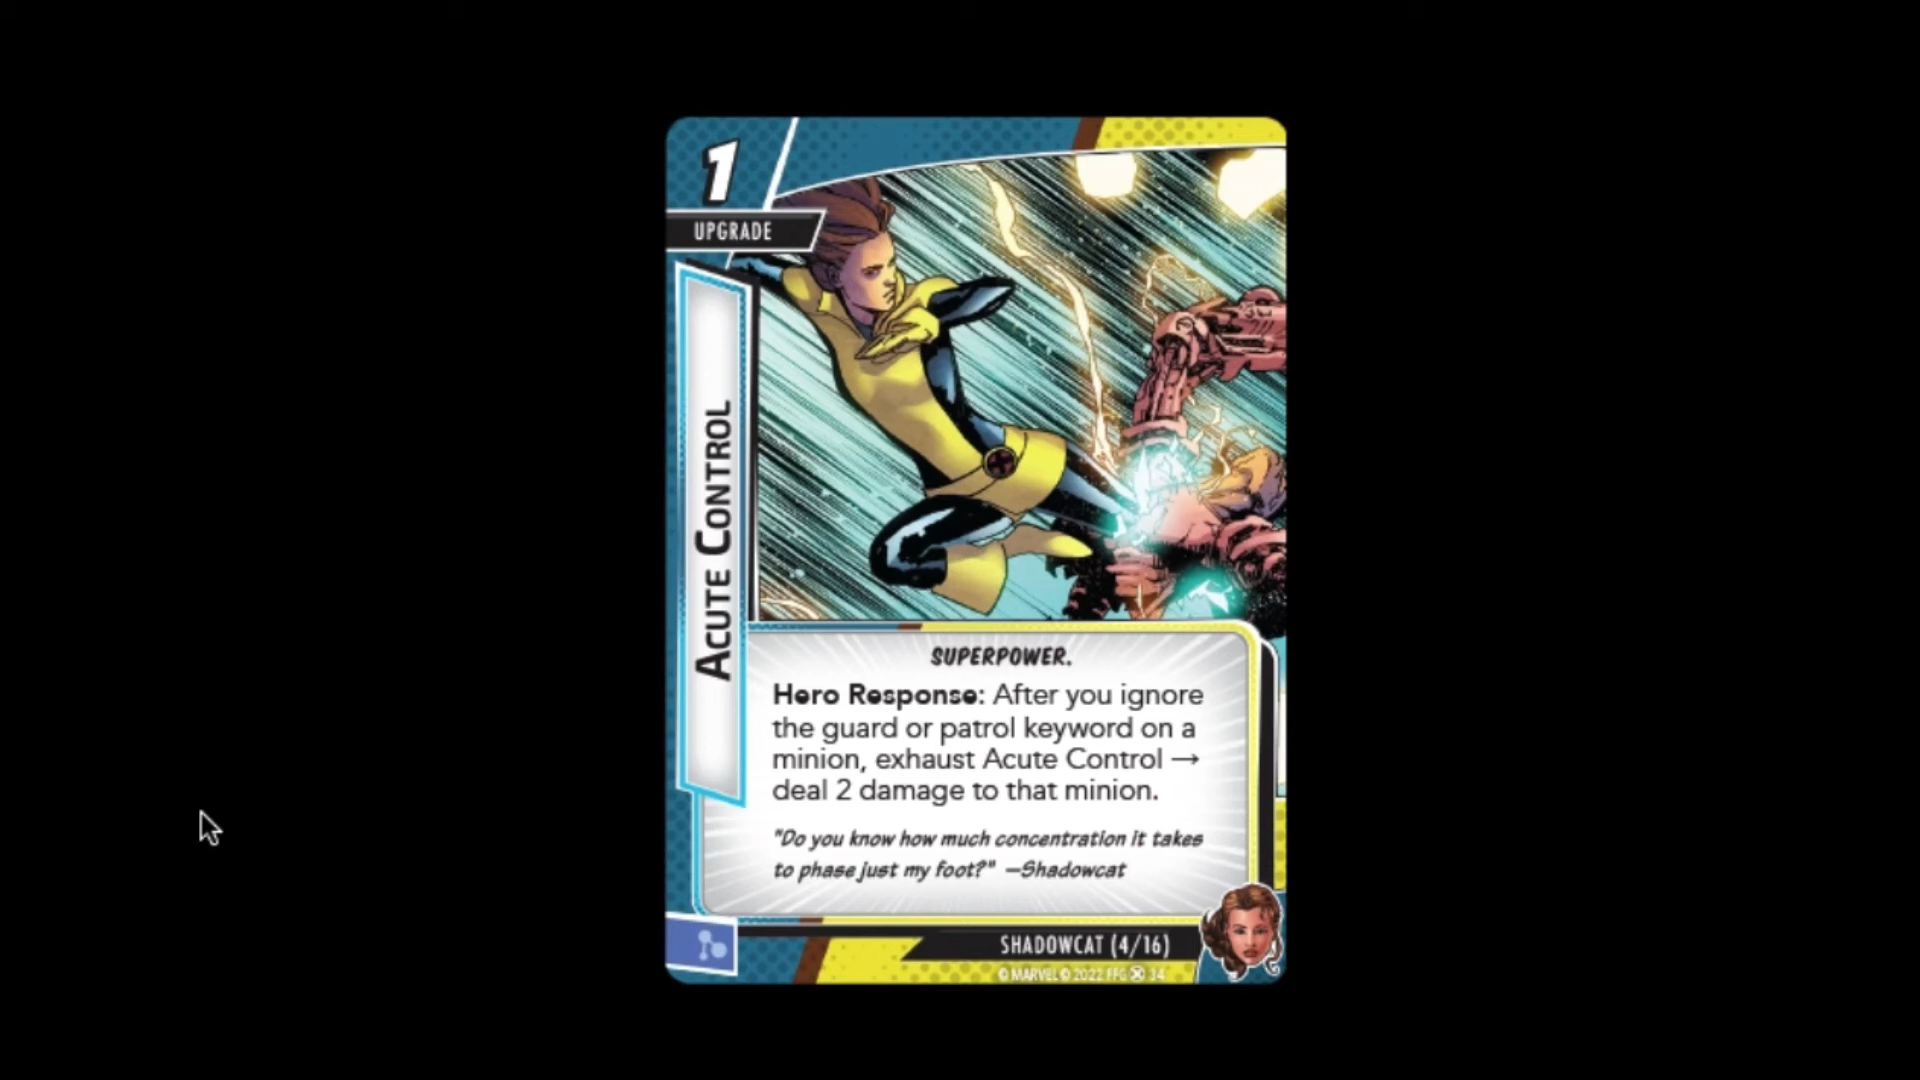 1
UPGRADE
ACUTE CONTROL
SUPERPOWER.
Hero Response: After you ignore
the guard or patrol keyword on a
minion, exhaust Acute Control →
deal 2 damage to that minion.
"Do you know how much concentration it takes
to phase just my foot?" —Shadowcat
SHADOWCAT (4/16)
© MARVEL © 2022 FFG 34